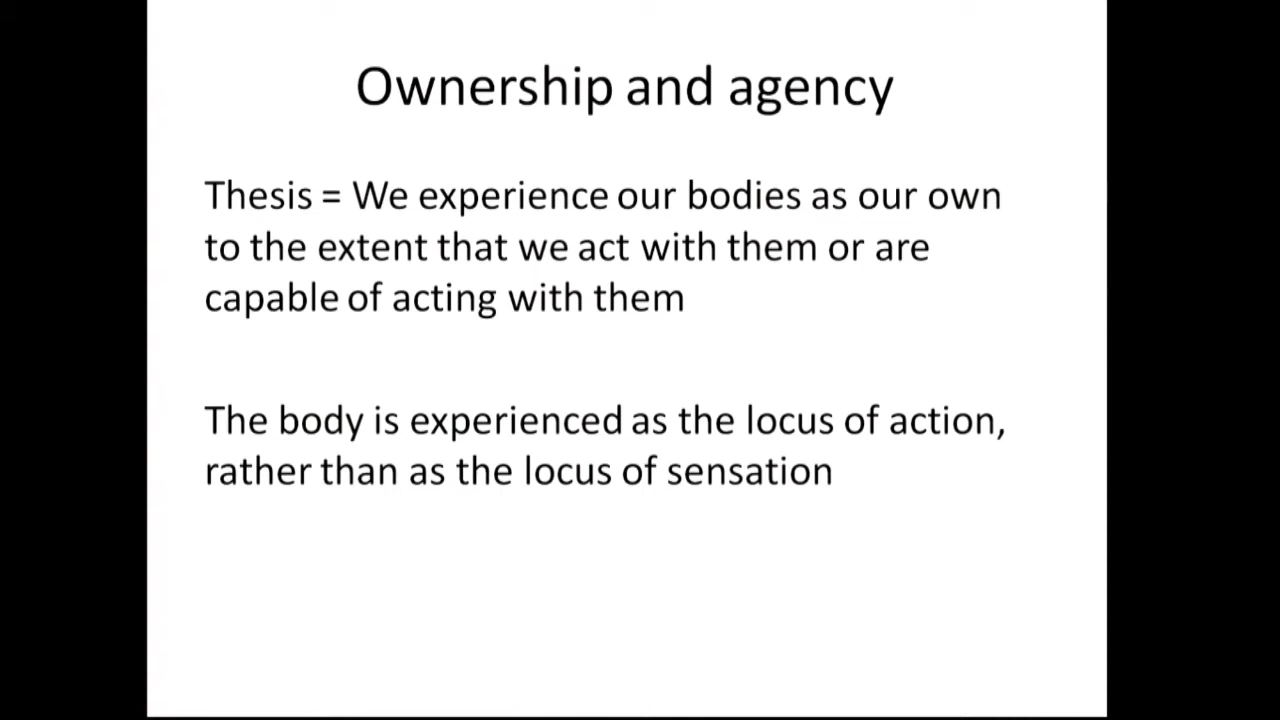 Ownership and agency
Thesis = We experience our bodies as our own
to the extent that we act with them or are
capable of acting with them
The body is experienced as the locus of action,
rather than as the locus of sensation